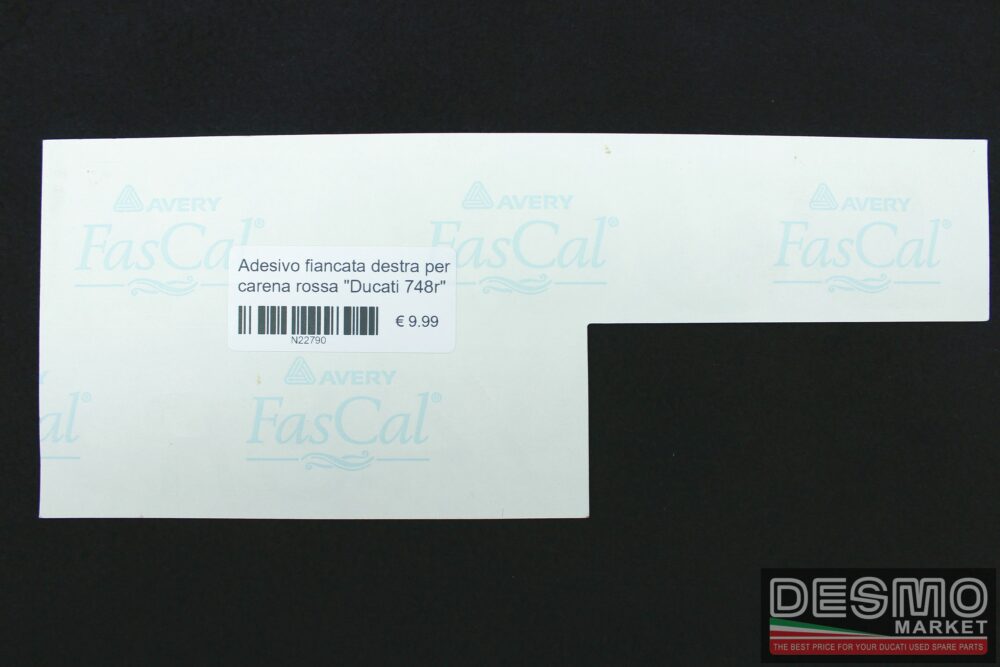 AVERY
FasCal®
AVERY
FasCal®
AVERY
FasCal®
Adesivo fiancata destra per
carena rossa "Ducati 748r"
€ 9.99
N22790
AVERY
al®
FasCal®
DESMO
MARKET
THE BEST PRICE FOR YOUR DUCATI USED SPARE PARTS